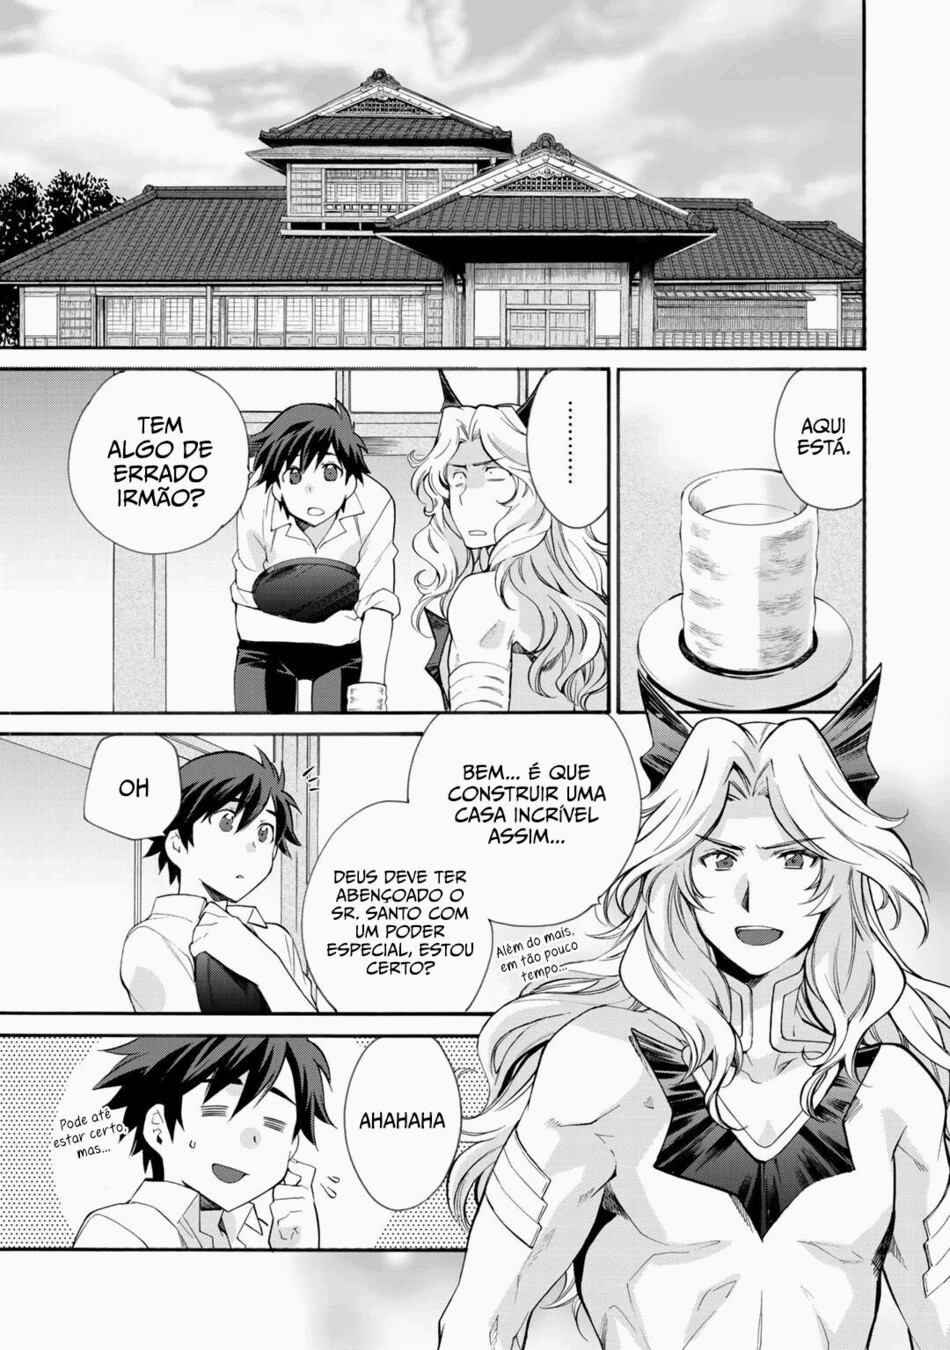 AQUI
ESTÁ.
..........
TEM
ALGO DE
ERRADO
IRMÃO?
BEM... É QUE
CONSTRUIR UMA
CASA INCRÍVEL
ASSIM...
Além do mais,
em tão pouco
tempo...
DEUS DEVE TER
ABENÇOADO O
SR. SANTO COM
UM PODER
ESPECIAL, ESTOU
CERTO?
OH
AHAHAHA
Pode até
estar certo,
mas...